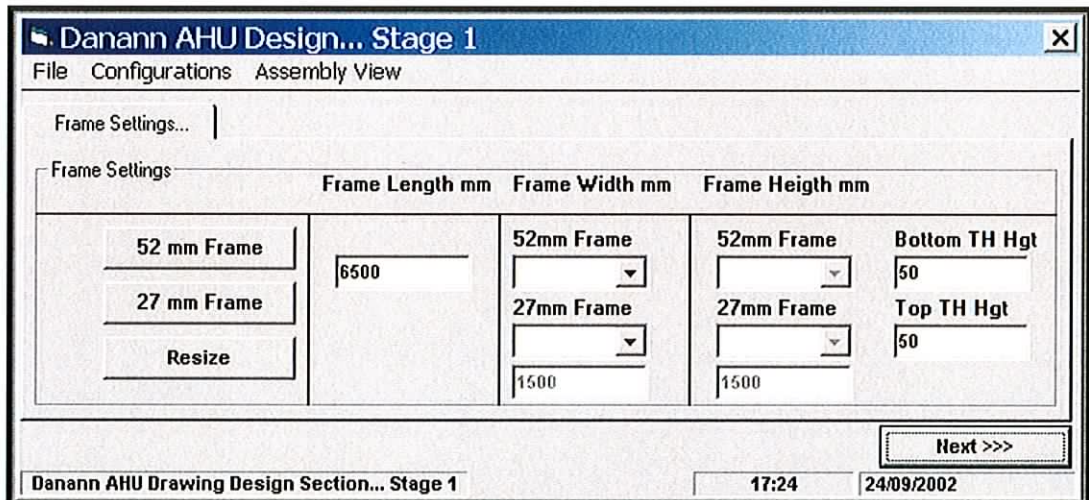 Danann AHU Design... Stage 1
File Configurations Assembly View
Frame Settings...
Frame Settings
Frame Length mm Frame Width mm Frame Heigth mm
52 mm Frame
27 mm Frame
Resize
6500
52mm Frame
27mm Frame
1500
52mm Frame
27mm Frame
1500
Bottom TH Hgt
50
Top TH Hgt
50
Next >>>
Danann AHU Drawing Design Section... Stage 1 17:24 24/09/2002